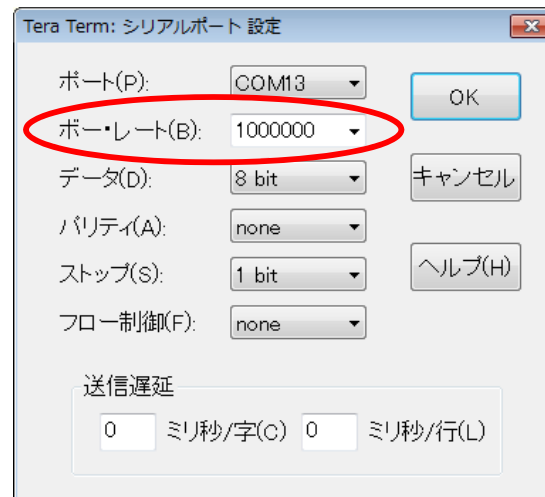 Tera Term: シリアルポート 設定
ポート(P): COM13
OK
ボー・レート(B): 1000000
データ(D): 8 bit
キャンセル
パリティ(A): none
ストップ(S): 1 bit
ヘルプ(H)
フロー制御(F): none
送信遅延
0 ミリ秒/字(C) 0 ミリ秒/行(L)